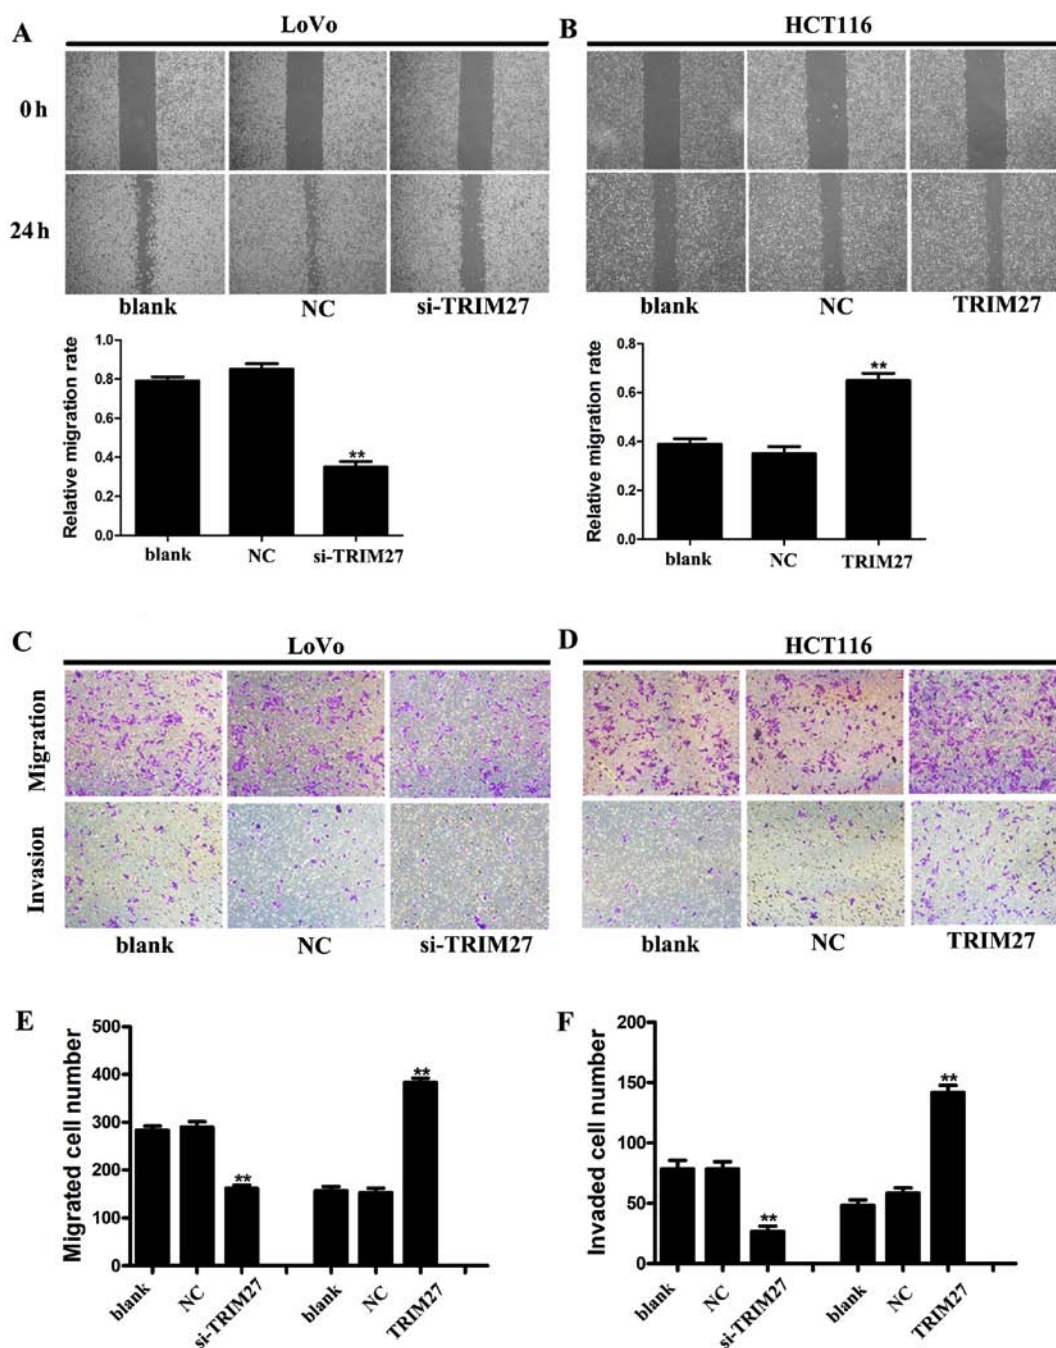 A
LoVo
B
HCT116
0 h
24 h
blank
NC
si-TRIM27
blank
NC
TRIM27
Relative migration rate
1.0
0.8
0.6
0.4
0.2
0.0
**
blank
NC
si-TRIM27
Relative migration rate
0.8
0.6
0.4
0.2
0.0
**
blank
NC
TRIM27
C
LoVo
D
HCT116
Migration
Invasion
blank
NC
si-TRIM27
blank
NC
TRIM27
E
Migrated cell number
500
400
300
200
100
0
**
**
blank
NC
si-TRIM27
blank
NC
TRIM27
F
Invaded cell number
200
150
100
50
0
**
**
blank
NC
si-TRIM27
blank
NC
TRIM27